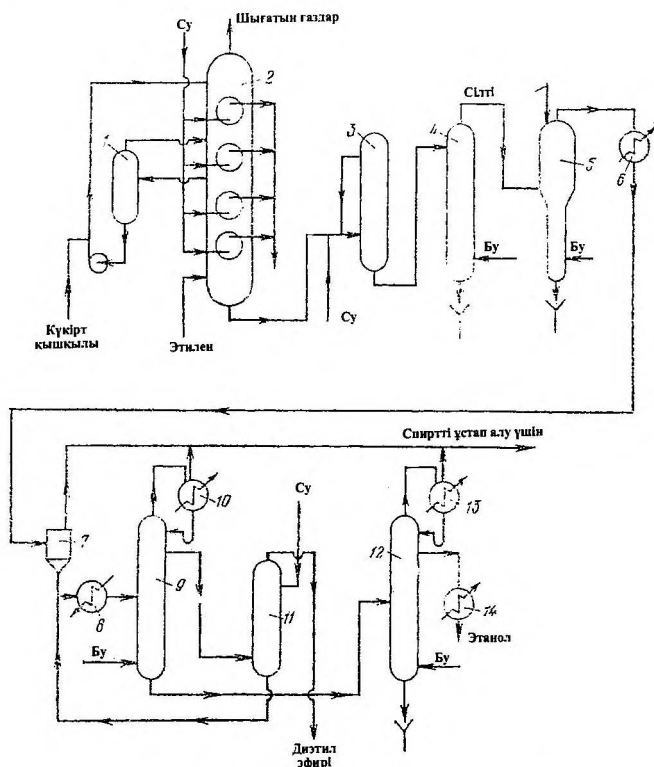 Шығатын газдар
Су
2
Сілті
3
4
5
6
1
Бу
Бу
Күкірт
қышқылы
Этилен
Су
Спиртті ұстап алу үшін
10
Су
13
7
12
9
8
11
14
Этанол
Бу
Бу
Диэтил
эфирі